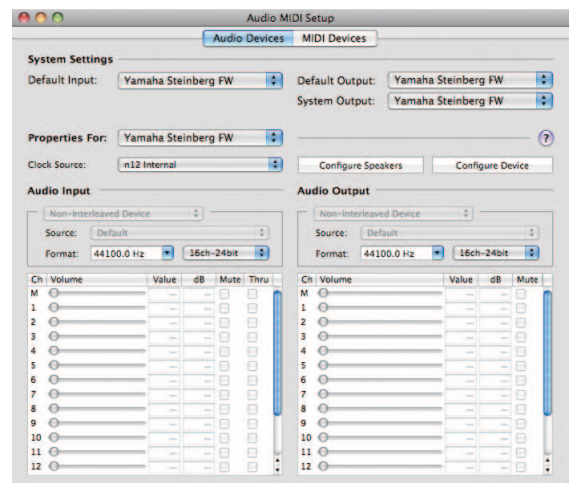 Audio MIDI Setup
Audio Devices MIDI Devices
System Settings
Default Input: Yamaha Steinberg FW
Default Output: Yamaha Steinberg FW
System Output: Yamaha Steinberg FW
Properties For: Yamaha Steinberg FW
?
Clock Source: n12 Internal
Configure Speakers Configure Device
Audio Input
Non-Interleaved Device
Source: Default
Format: 44100.0 Hz 16ch-24bit
Ch Volume Value dB Mute Thru
M
1
2
3
4
5
6
7
8
9
10
11
12
Audio Output
Non-Interleaved Device
Source: Default
Format: 44100.0 Hz 16ch-24bit
Ch Volume Value dB Mute
M
1
2
3
4
5
6
7
8
9
10
11
12